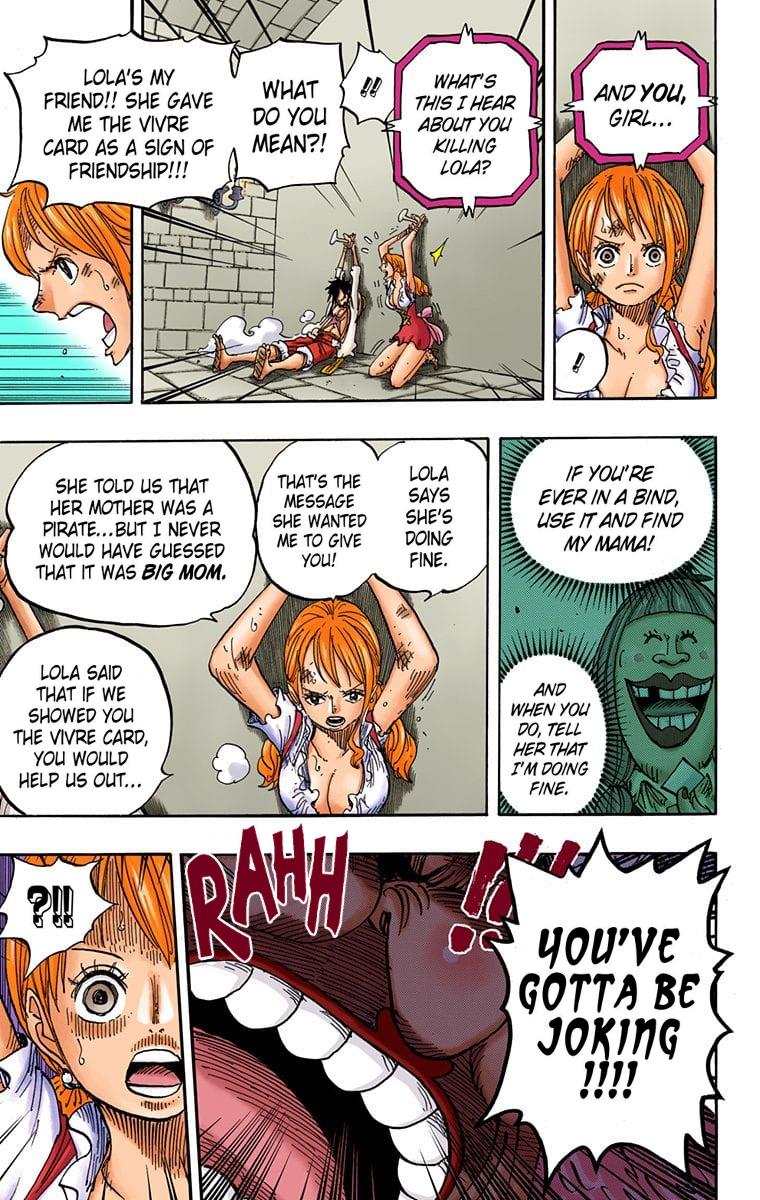 AND YOU,
GIRL...
!
WHAT'S
THIS I HEAR
ABOUT YOU
KILLING
LOLA?
!!
WHAT
DO YOU
MEAN?!
LOLA'S MY
FRIEND!! SHE GAVE
ME THE VIVRE
CARD AS A SIGN OF
FRIENDSHIP!!!
IF YOU'RE
EVER IN A BIND,
USE IT AND FIND
MY MAMA!
AND
WHEN YOU
DO, TELL
HER THAT
I'M DOING
FINE.
LOLA
SAYS
SHE'S
DOING
FINE.
THAT'S THE
MESSAGE
SHE WANTED
ME TO GIVE
YOU!
SHE TOLD US THAT
HER MOTHER WAS A
PIRATE...BUT I NEVER
WOULD HAVE GUESSED
THAT IT WAS BIG MOM.
LOLA SAID
THAT IF WE
SHOWED YOU
THE VIVRE CARD,
YOU WOULD
HELP US OUT...
YOU'VE
GOTTA BE
JOKING
!!!!
RAHH
!!!
?!!